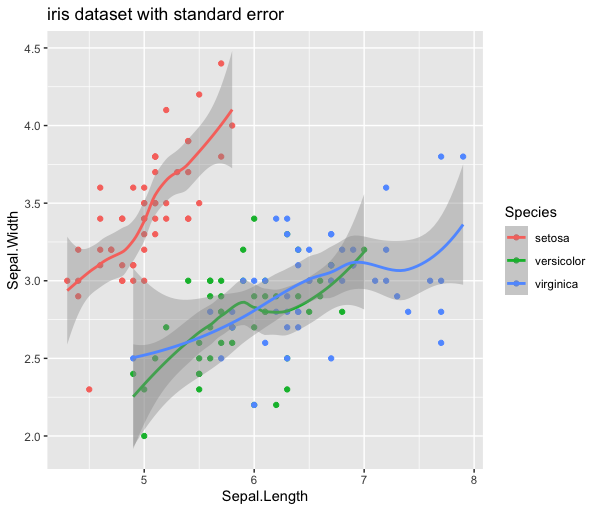 iris dataset with standard error
4.5
4.0
3.5
3.0
2.5
2.0
Sepal.Width
5
6
7
8
Sepal.Length
Species
setosa
versicolor
virginica